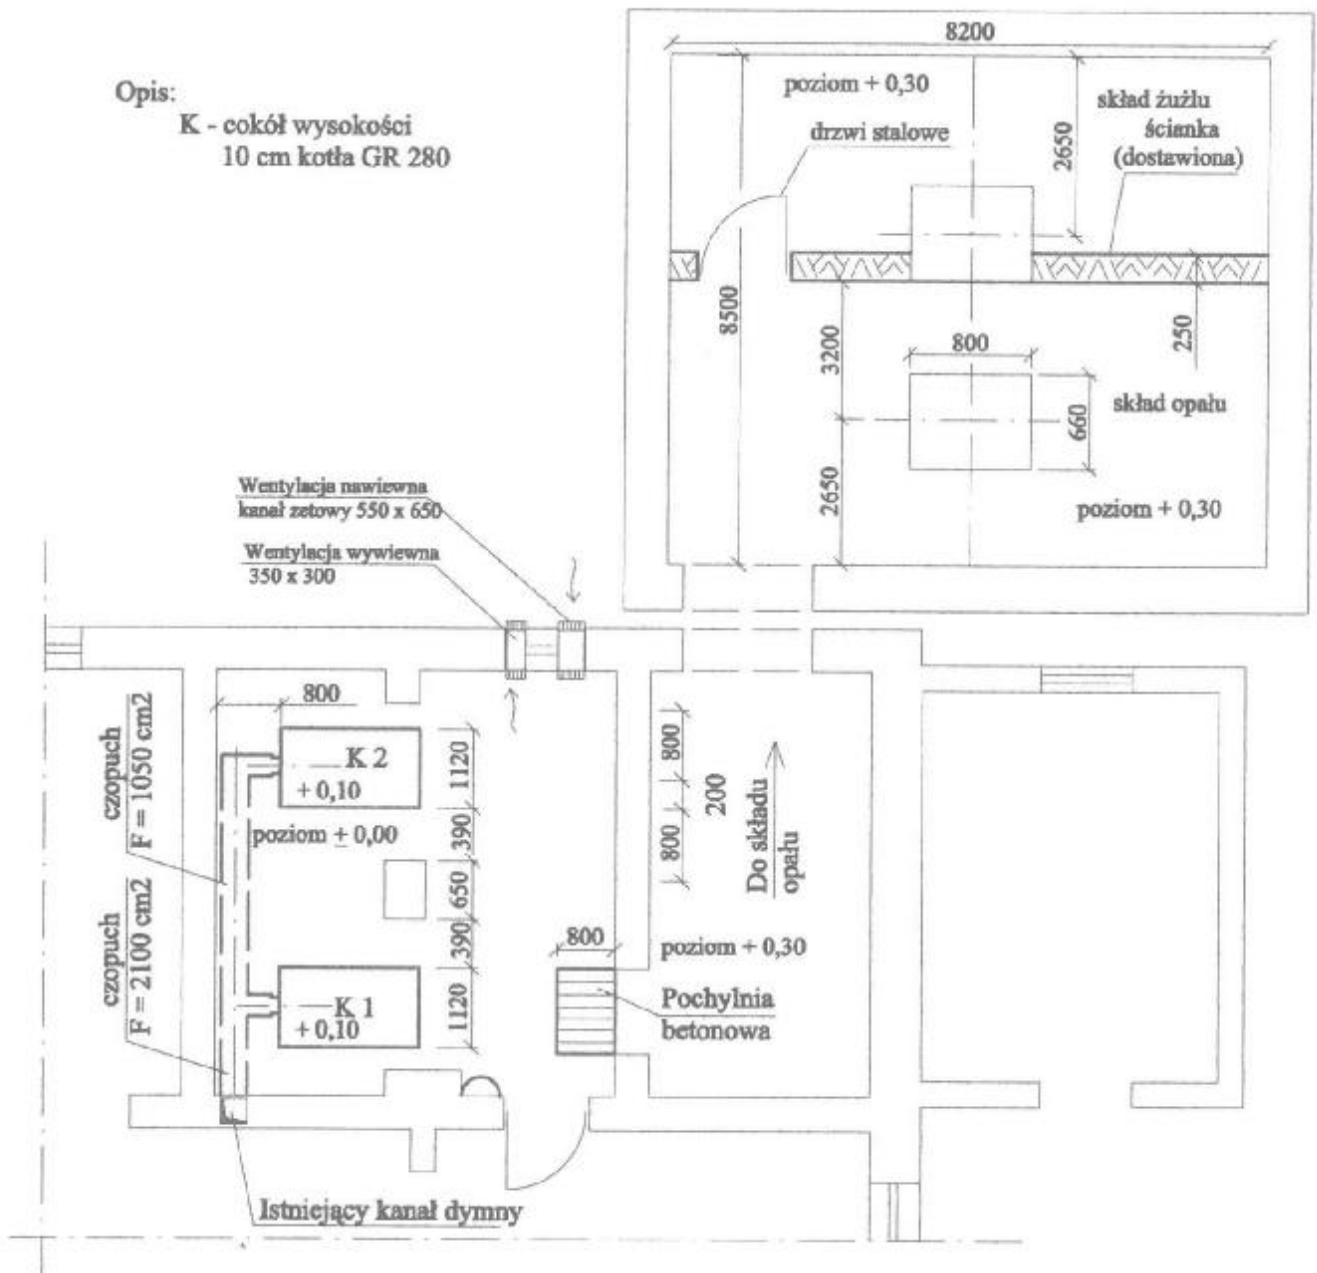 Opis:
K - cokół wysokości
10 cm kotła GR 280
8200
poziom + 0,30
drzwi stalowe
skład żużlu
ścianka
(dostawiona)
2650
8500
3200
800
250
660
skład opału
2650
poziom + 0,30
Wentylacja nawiewna
kanał zetowy 550 x 650
Wentylacja wywiewna
350 x 300
800
K 2
+ 0,10
poziom ± 0,00
czopuch
F = 1050 cm2
czopuch
F = 2100 cm2
1120
390
650
390
1120
K 1
+ 0,10
800
800
200
800
Do składu
opału
poziom + 0,30
Pochylnia
betonowa
Istniejący kanał dymny